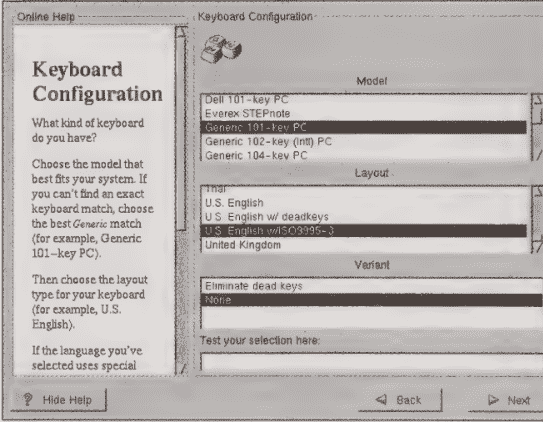 Online Help
Keyboard
Configuration
What kind of keyboard
do you have?
Choose the model that
best fits your system. If
you can't find an exact
keyboard match, choose
the best Generic match
(for example, Generic
101-key PC).
Then choose the layout
type for your keyboard
(for example, U.S.
English).
If the language you've
selected uses special
Keyboard Configuration
Model
Dell 101-key PC
Everex STEPnote
Generic 101-key PC
Generic 102-key (Intl) PC
Generic 104-key PC
Layout
Thai
U.S. English
U.S. English w/ deadkeys
U.S. English w/ISO9995-3
United Kingdom
Variant
Eliminate dead keys
None
Test your selection here:
? Hide Help
Back
Next